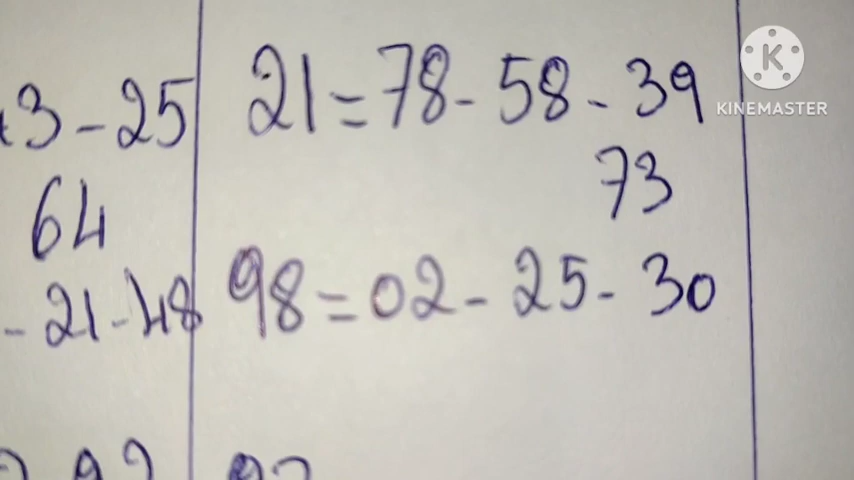 3 - 25
64
- 21 - 48
21 = 78 - 58 - 39
73
98 = 02 - 25 - 30
KINEMASTER